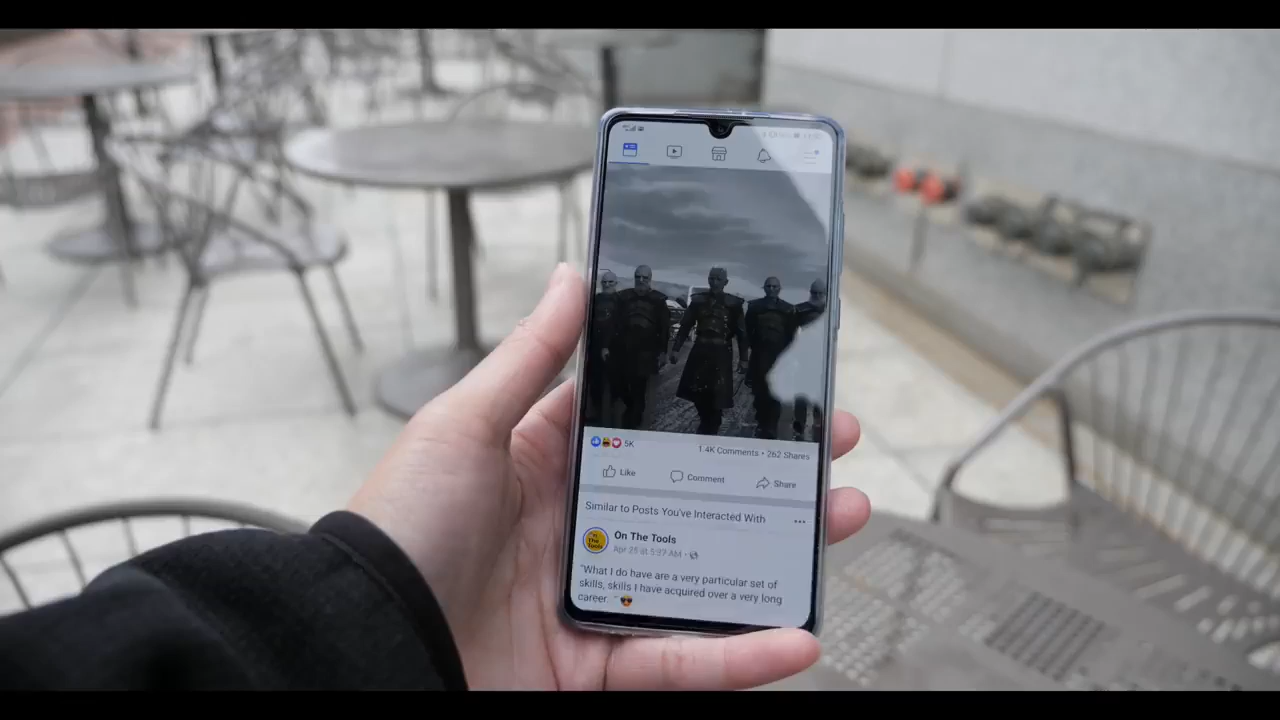 5K
1.4K Comments • 262 Shares
Like
Comment
Share
Similar to Posts You've Interacted With
On The Tools
Apr 25 at 5:27 AM
"What I do have are a very particular set of
skills, skills I have acquired over a very long
career. "